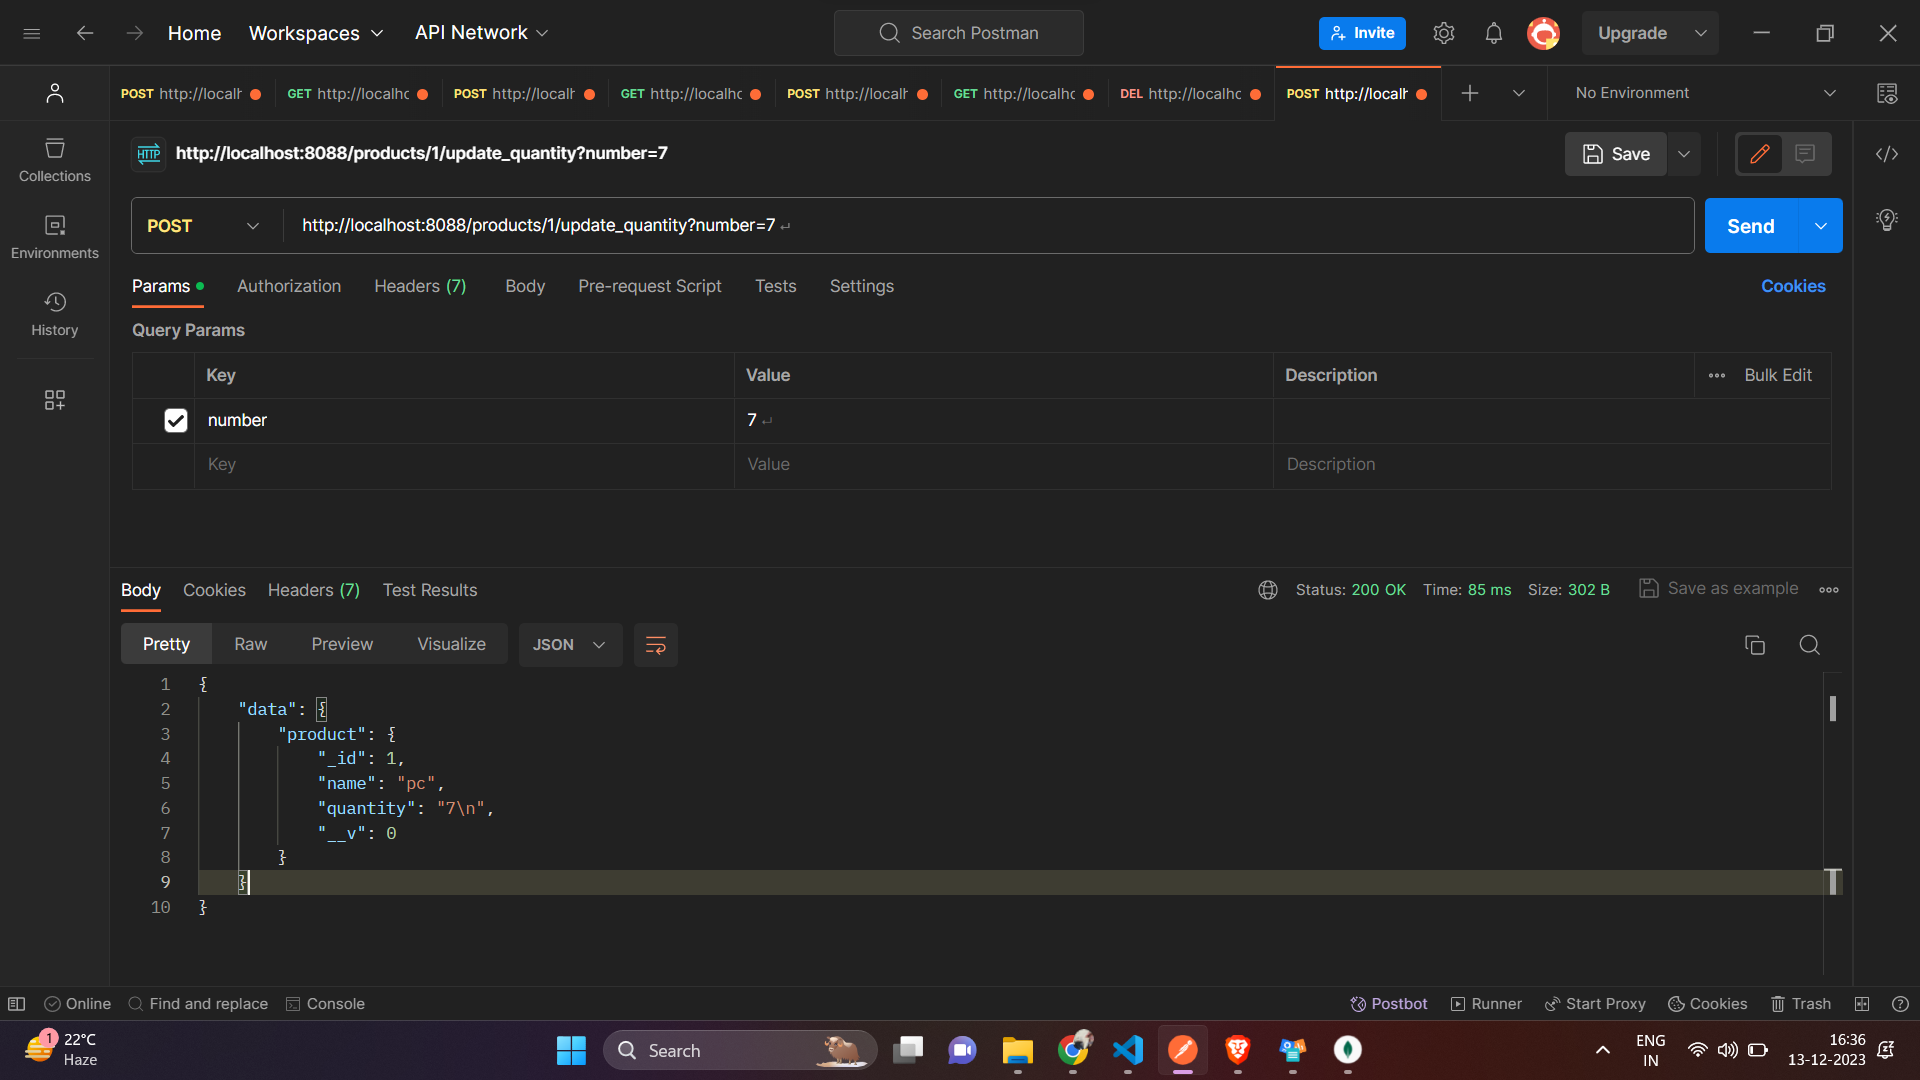 Home Workspaces API Network Search Postman Invite Upgrade
POST http://localh GET http://localhc POST http://localh GET http://localhc POST http://localh GET http://localhc DEL http://localhc POST http://localh No Environment
HTTP http://localhost:8088/products/1/update_quantity?number=7 Save
Collections
POST http://localhost:8088/products/1/update_quantity?number=7 ↵ Send
Environments
Params Authorization Headers (7) Body Pre-request Script Tests Settings Cookies
History
Query Params
Key Value Description Bulk Edit
number 7 ↵
Key Value Description
Body Cookies Headers (7) Test Results Status: 200 OK Time: 85 ms Size: 302 B Save as example
Pretty Raw Preview Visualize JSON
1 {
2 "data": {
3 "product": {
4 "_id": 1,
5 "name": "pc",
6 "quantity": "7\n",
7 "__v": 0
8 }
9 }
10 }
Online Find and replace Console Postbot Runner Start Proxy Cookies Trash
1 22°C
Haze
Search
ENG
IN
16:36
13-12-2023